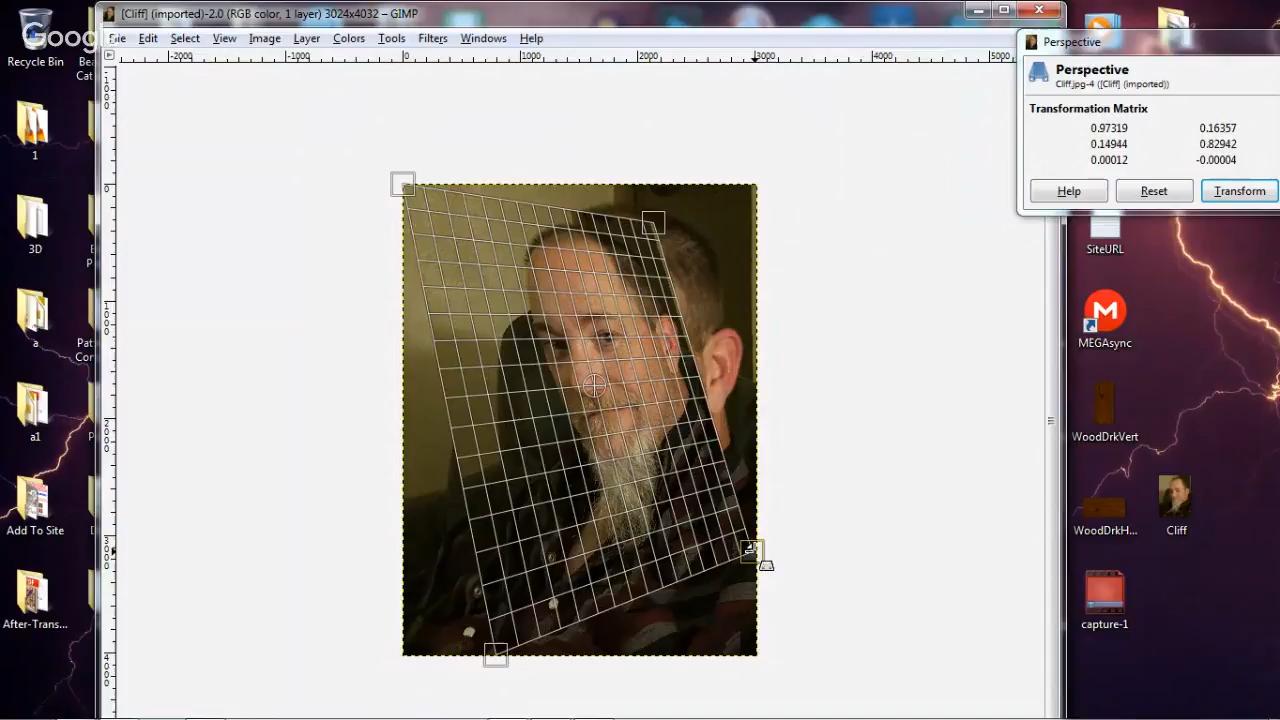 [Cliff] (imported)-2.0 (RGB color, 1 layer) 3024x4032 – GIMP
File Edit Select View Image Layer Colors Tools Filters Windows Help
-2000 -1000 0 1000 2000 3000 4000 5000
Perspective
Perspective
Cliff.jpg-4 ([Cliff] (imported))
Transformation Matrix
0.97319 0.16357
0.14944 0.82942
0.00012 -0.00004
Help Reset Transform
Goog
Recycle Bin
1
3D
a
a1
Add To Site
After-Trans...
SiteURL
MEGAsync
WoodDrkVert
WoodDrkH...
Cliff
capture-1